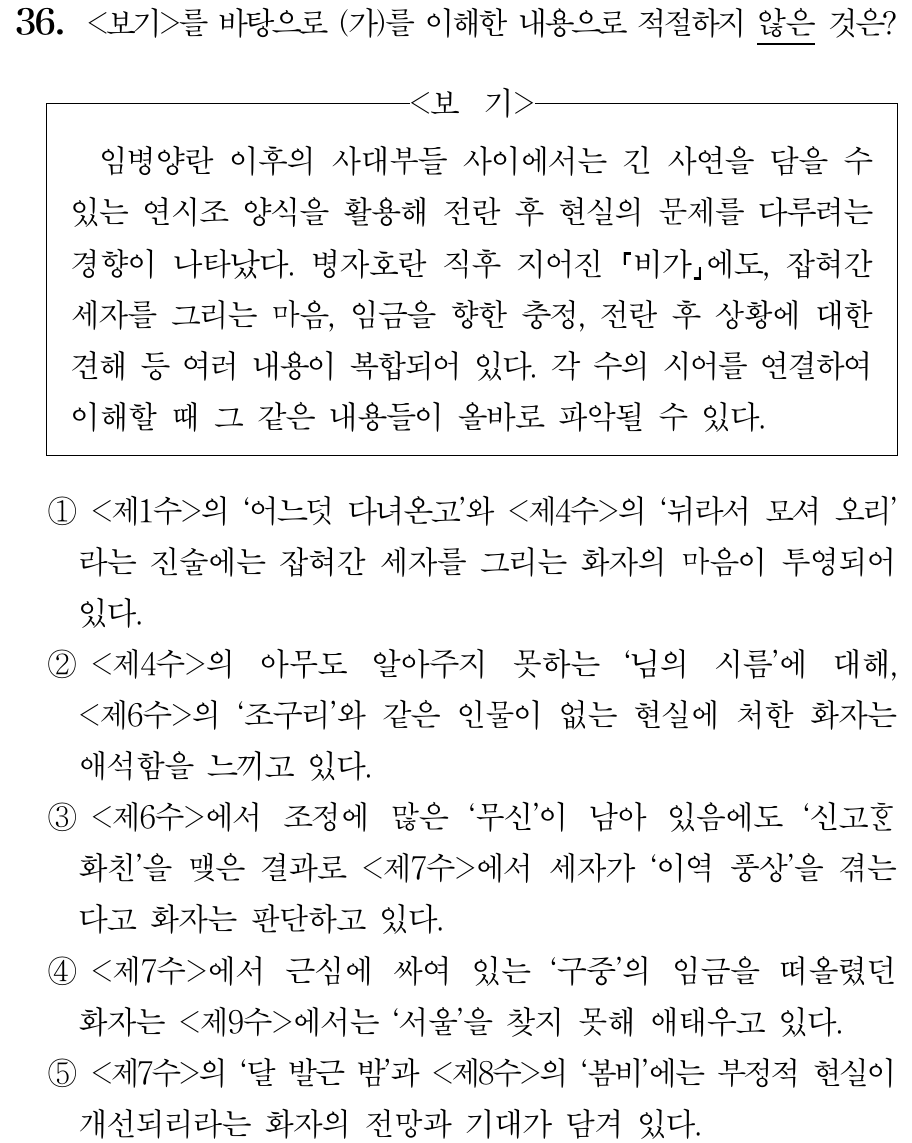 36. <보기>를 바탕으로 (가)를 이해한 내용으로 적절하지 않은 것은?
<보 기>
임병양란 이후의 사대부들 사이에서는 긴 사연을 담을 수
있는 연시조 양식을 활용해 전란 후 현실의 문제를 다루려는
경향이 나타났다. 병자호란 직후 지어진 「비가」에도, 잡혀간
세자를 그리는 마음, 임금을 향한 충정, 전란 후 상황에 대한
견해 등 여러 내용이 복합되어 있다. 각 수의 시어를 연결하여
이해할 때 그 같은 내용들이 올바로 파악될 수 있다.
① <제1수>의 ‘어느덧 다녀온고’와 <제4수>의 ‘뉘라서 모셔 오리’
라는 진술에는 잡혀간 세자를 그리는 화자의 마음이 투영되어
있다.
② <제4수>의 아무도 알아주지 못하는 ‘님의 시름’에 대해,
<제6수>의 ‘조구리’와 같은 인물이 없는 현실에 처한 화자는
애석함을 느끼고 있다.
③ <제6수>에서 조정에 많은 ‘무신’이 남아 있음에도 ‘신고ᄒᆞᆫ
화친’을 맺은 결과로 <제7수>에서 세자가 ‘이역 풍상’을 겪는
다고 화자는 판단하고 있다.
④ <제7수>에서 근심에 싸여 있는 ‘구중’의 임금을 떠올렸던
화자는 <제9수>에서는 ‘서울’을 찾지 못해 애태우고 있다.
⑤ <제7수>의 ‘달 발근 밤’과 <제8수>의 ‘봄비’에는 부정적 현실이
개선되리라는 화자의 전망과 기대가 담겨 있다.